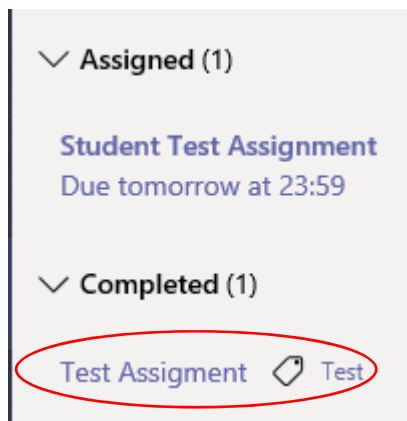 Assigned (1)
Student Test Assignment
Due tomorrow at 23:59
Completed (1)
Test Assigment Test